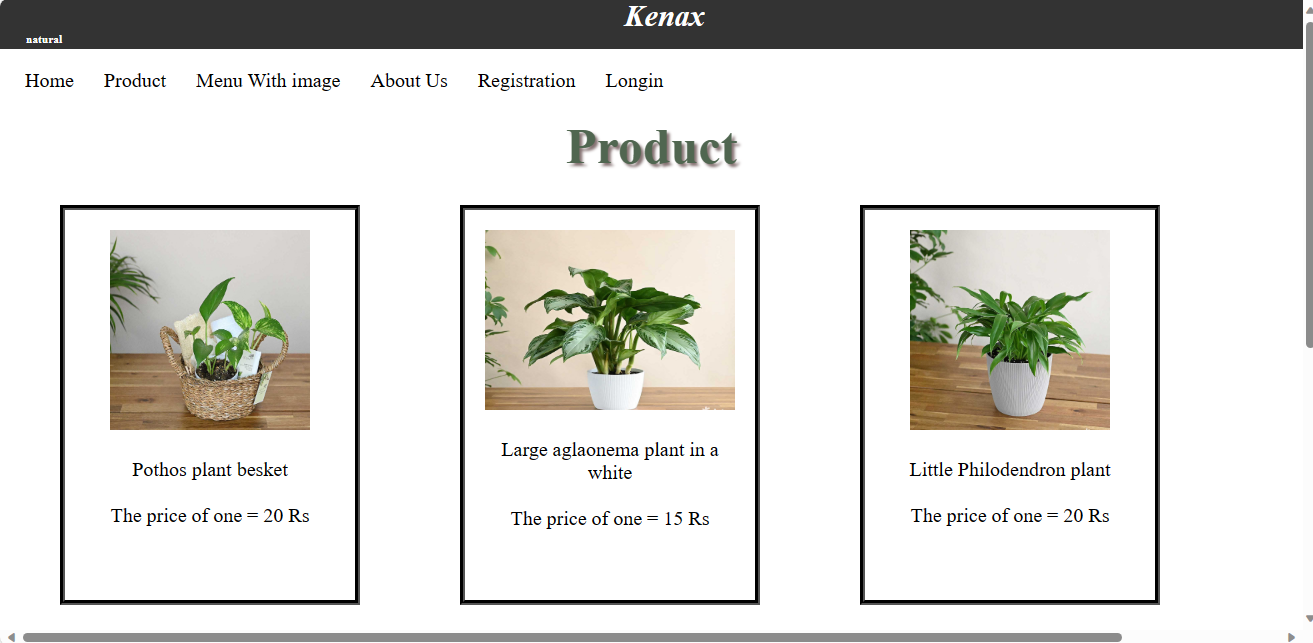 Kenax
natural
Home Product Menu With image About Us Registration Longin
Product
Pothos plant besket
The price of one = 20 Rs
Large aglaonema plant in a
white
The price of one = 15 Rs
Little Philodendron plant
The price of one = 20 Rs